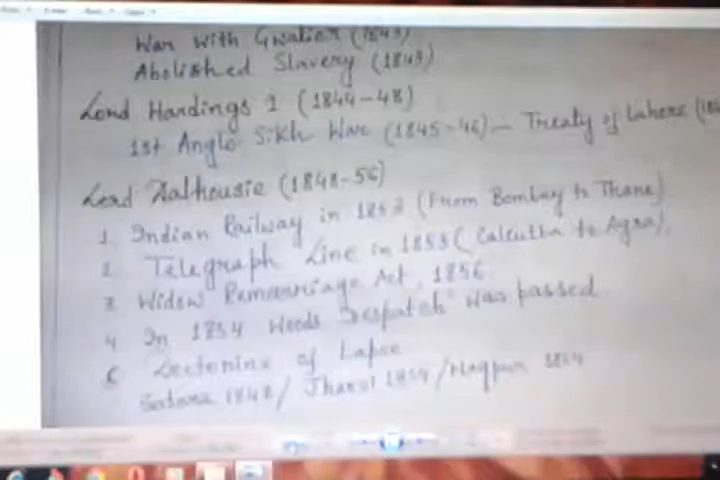 War with Gwalior (1843)
Abolished Slavery (1843)
Lord Hardings 1 (1844-48)
1st Anglo Sikh War (1845-46) - Treaty of Lahore (184
Lord Dalhousie (1848-56)
1 Indian Railway in 1853 (From Bombay to Thane)
2 Telegraph Line in 1853 (Calcutta to Agra).
3 Widow Remarriage Act, 1856
4 In 1854 Woods Despatch was passed
5 Doctorine of Lapse
Satara 1848/ Jhansi 1854/Nagpur 1854